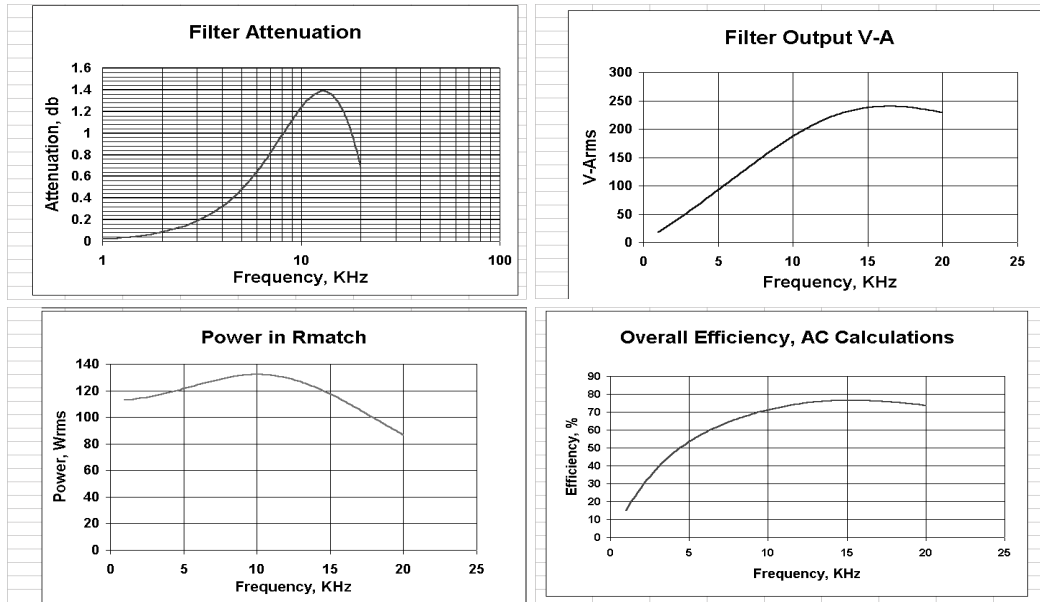 Filter Attenuation
Attenuation, db
1.6
1.4
1.2
1
0.8
0.6
0.4
0.2
0
1 10 100
Frequency, KHz
Filter Output V-A
V-Arms
300
250
200
150
100
50
0
0 5 10 15 20 25
Frequency, KHz
Power in Rmatch
Power, Wrms
140
120
100
80
60
40
20
0
0 5 10 15 20 25
Frequency, KHz
Overall Efficiency, AC Calculations
Efficiency, %
90
80
70
60
50
40
30
20
10
0
0 5 10 15 20 25
Frequency, KHz